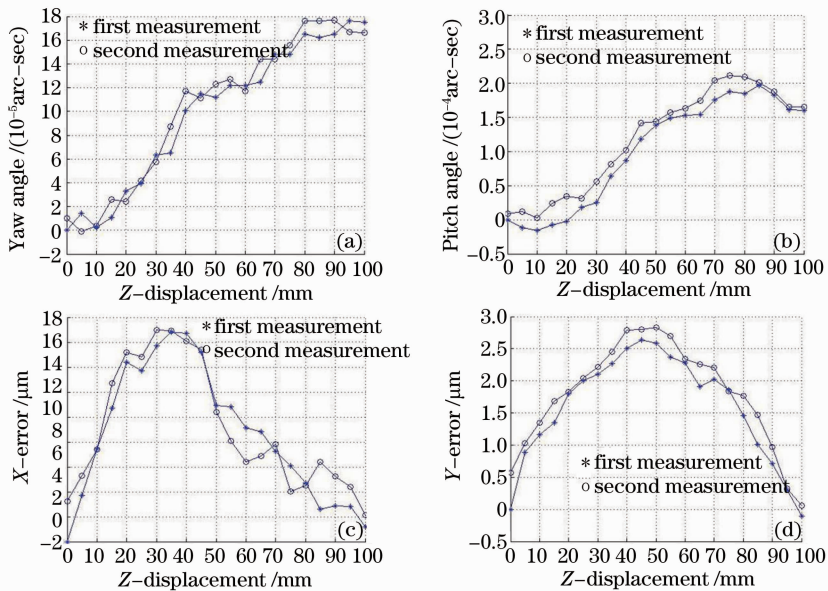 18
16
14
12
18
8
6
4
2
0
−2
Yaw angle /(10⁻⁵arc−sec)
* first measurement
○ second measurement
(a)
0 10 20 30 40 50 60 70 80 90 100
Z−displacement /mm
3.0
2.5
2.0
1.5
1.0
0.5
0
−0.5
Pitch angle /(10⁻⁴arc−sec)
* first measurement
○ second measurement
(b)
0 10 20 30 40 50 60 70 80 90 100
Z−displacement /mm
18
16
14
12
18
8
6
4
2
0
−2
X−error /μm
* first measurement
○ second measurement
(c)
0 10 20 30 40 50 60 70 80 90 100
Z−displacement /mm
3.0
2.5
2.0
1.5
1.0
0.5
0
−0.5
Y−error /μm
* first measurement
○ second measurement
(d)
0 10 20 30 40 50 60 70 80 90 100
Z−displacement /mm